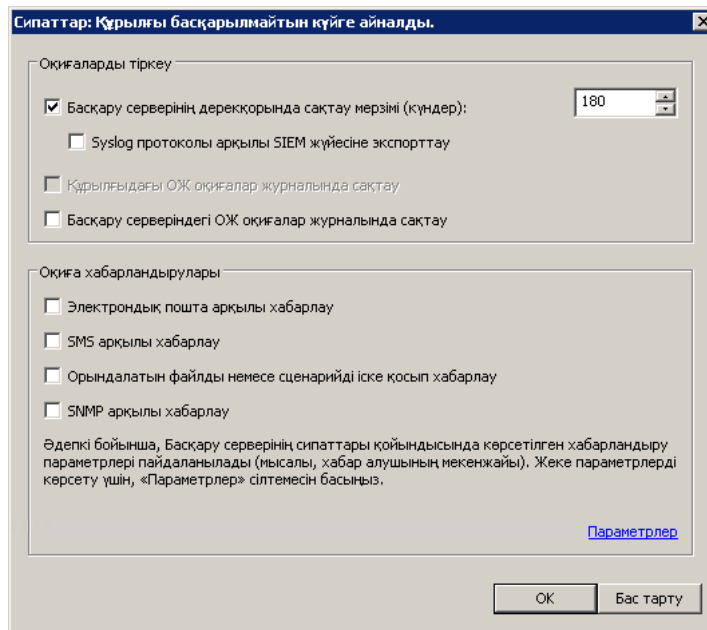 Сипаттар: Құрылғы басқарылмайтын күйге айналды.
Оқиғаларды тіркеу
Басқару серверінің дерекқорында сақтау мерзімі (күндер):
180
Syslog протоколы арқылы SIEM жүйесіне экспорттау
Құрылғыдағы ОЖ оқиғалар журналында сақтау
Басқару серверіндегі ОЖ оқиғалар журналында сақтау
Оқиға хабарландырулары
Электрондық пошта арқылы хабарлау
SMS арқылы хабарлау
Орындалатын файлды немесе сценарийді іске қосып хабарлау
SNMP арқылы хабарлау
Әдепкі бойынша, Басқару серверінің сипаттары қойындысында көрсетілген хабарландыру
параметрлері пайдаланылады (мысалы, хабар алушының мекенжайы). Жеке параметрлерді
көрсету үшін, «Параметрлер» сілтемесін басыңыз.
Параметрлер
OK
Бас тарту